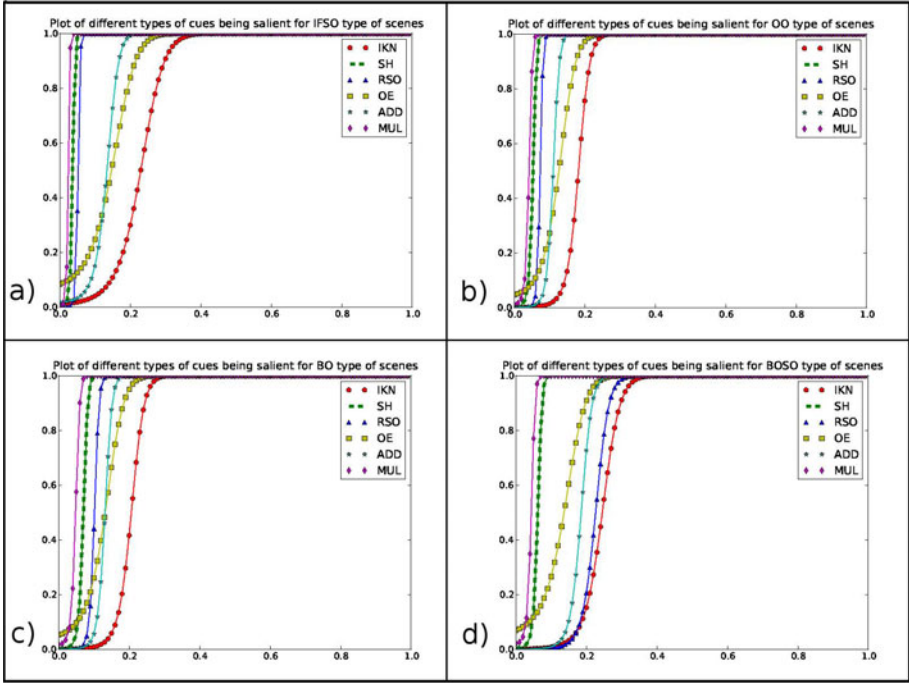 Plot of different types of cues being salient for IFSO type of scenes
1.0
0.8
0.6
0.4
0.2
0.0
0.0 0.2 0.4 0.6 0.8 1.0
IKN
SH
RSO
OE
ADD
MUL
a)
Plot of different types of cues being salient for OO type of scenes
1.0
0.8
0.6
0.4
0.2
0.0
0.0 0.2 0.4 0.6 0.8 1.0
IKN
SH
RSO
OE
ADD
MUL
b)
Plot of different types of cues being salient for BO type of scenes
1.0
0.8
0.6
0.4
0.2
0.0
0.0 0.2 0.4 0.6 0.8 1.0
IKN
SH
RSO
OE
ADD
MUL
c)
Plot of different types of cues being salient for BOSO type of scenes
1.0
0.8
0.6
0.4
0.2
0.0
0.0 0.2 0.4 0.6 0.8 1.0
IKN
SH
RSO
OE
ADD
MUL
d)